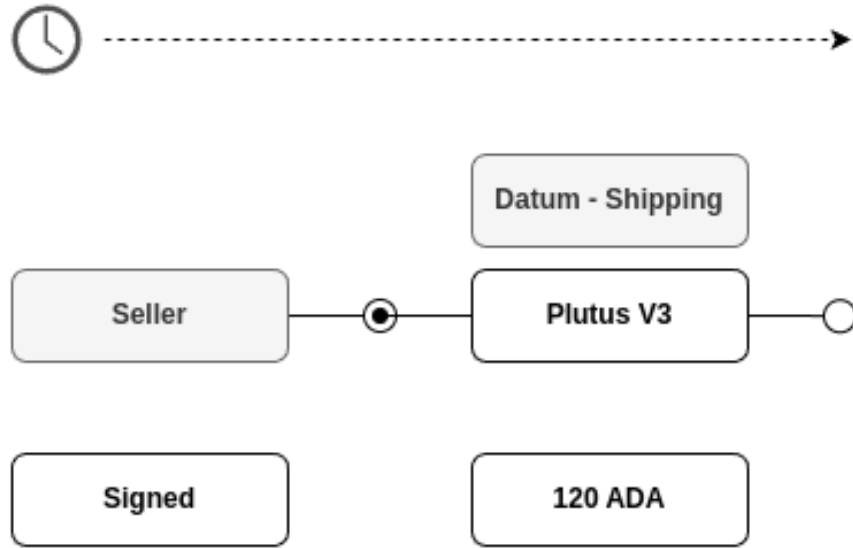 Datum - Shipping
Seller
Plutus V3
Signed
120 ADA